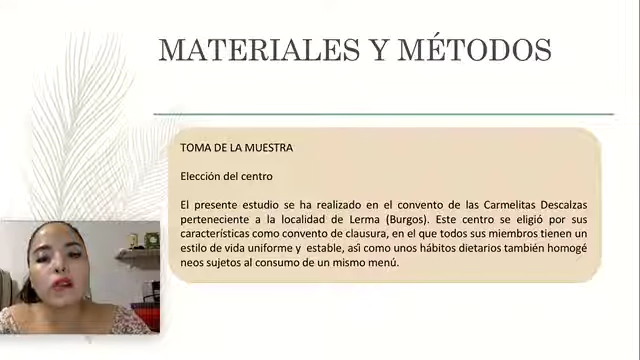 MATERIALES Y MÉTODOS
TOMA DE LA MUESTRA
Elección del centro
El presente estudio se ha realizado en el convento de las Carmelitas Descalzas
perteneciente a la localidad de Lerma (Burgos). Este centro se eligió por sus
características como convento de clausura, en el que todos sus miembros tienen un
estilo de vida uniforme y estable, asì como unos hábitos dietarios también homogé
neos sujetos al consumo de un mismo menú.